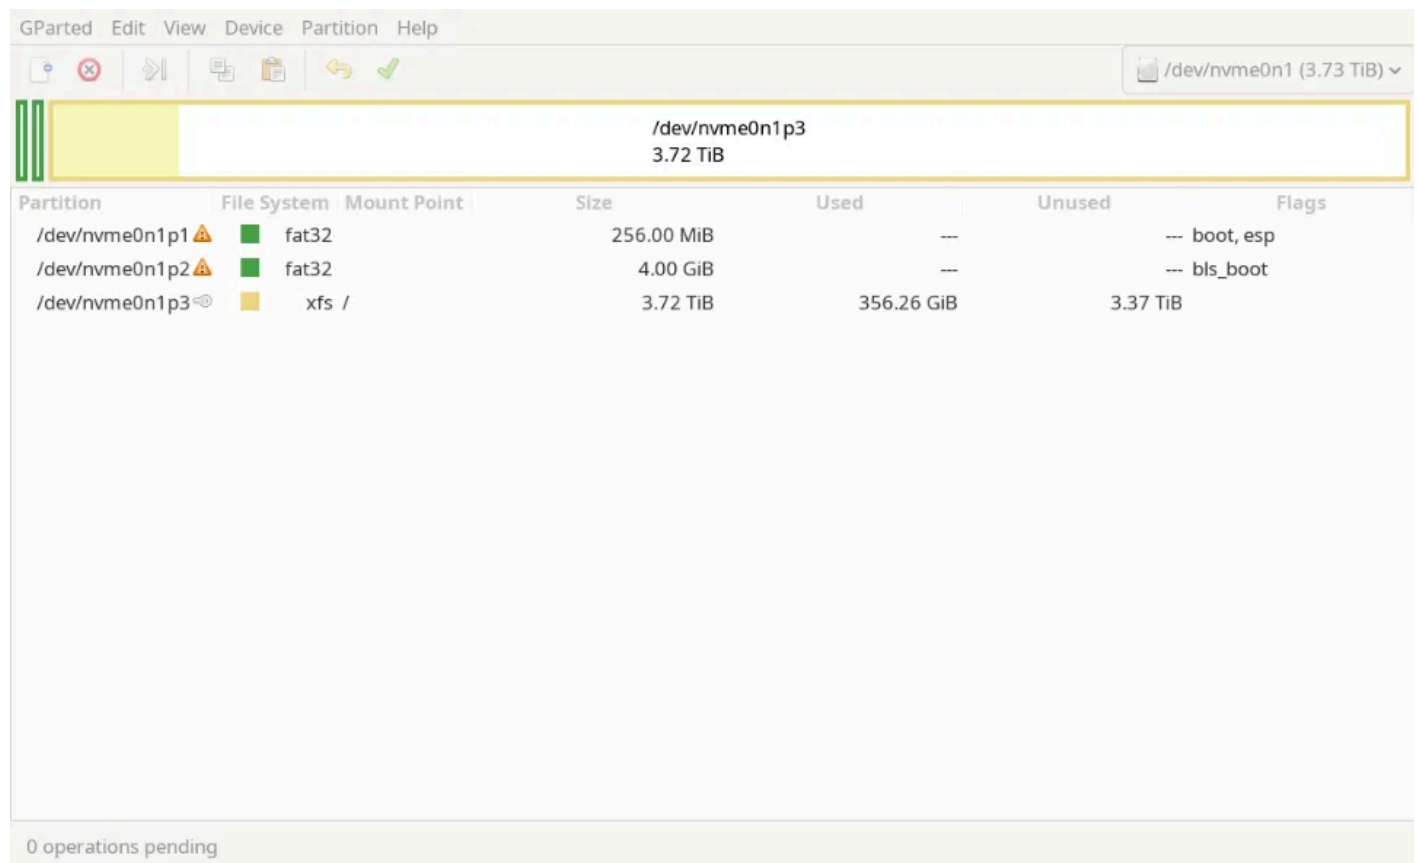 GParted Edit View Device Partition Help
/dev/nvme0n1 (3.73 TiB)
/dev/nvme0n1p3
3.72 TiB
Partition File System Mount Point Size Used Unused Flags
/dev/nvme0n1p1 fat32 256.00 MiB --- --- boot, esp
/dev/nvme0n1p2 fat32 4.00 GiB --- --- bls_boot
/dev/nvme0n1p3 xfs / 3.72 TiB 356.26 GiB 3.37 TiB
0 operations pending